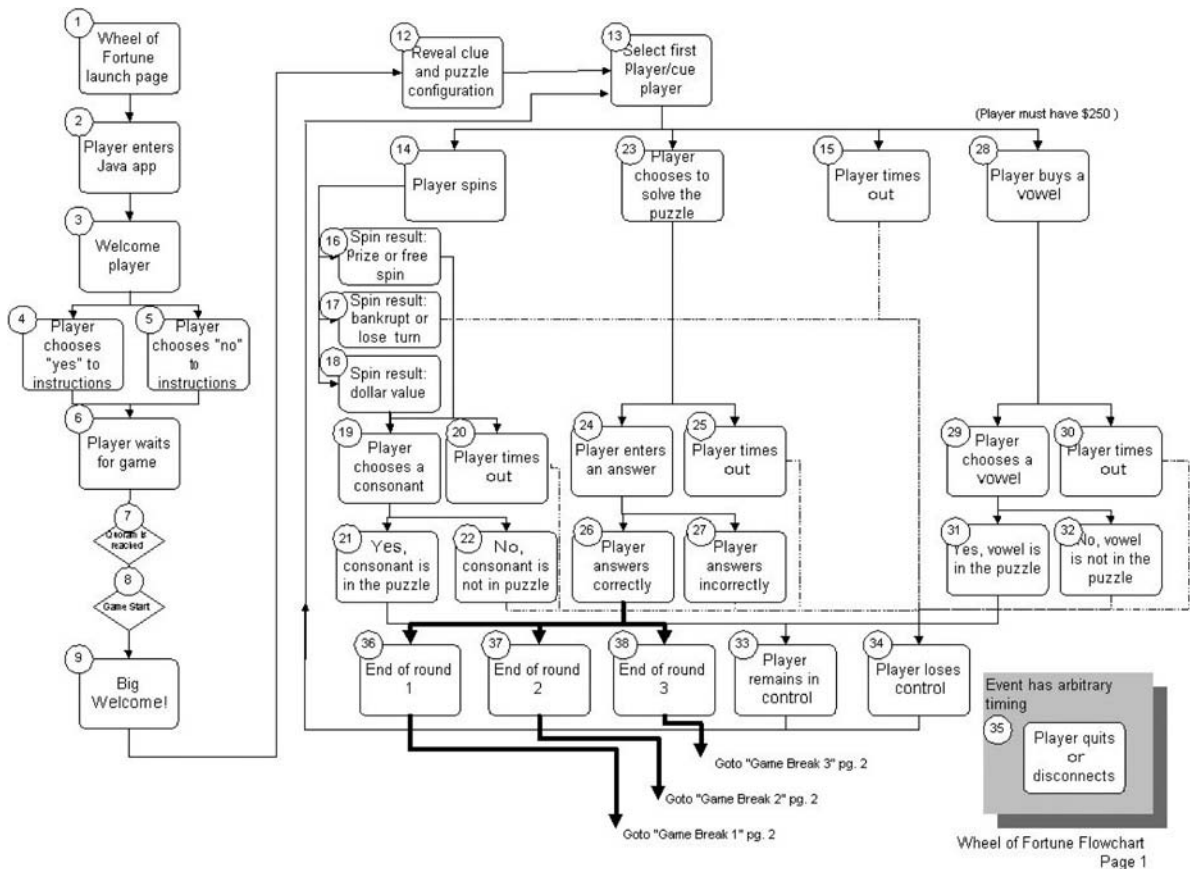 1
Wheel of
Fortune
launch page
2
Player enters
Java app
3
Welcome
player
4
Player
chooses
"yes" to
instructions
5
Player
chooses "no"
to
instructions
6
Player waits
for game
7
Quoram is
reached
8
Game Start
9
Big
Welcome!
12
Reveal clue
and puzzle
configuration
13
Select first
player/cue
player
(Player must have $250 )
14
Player spins
23
Player
chooses to
solve the
puzzle
15
Player times
out
28
Player buys a
vowel
16
Spin result:
Prize or free
spin
17
Spin result:
bankrupt or
lose turn
18
Spin result:
dollar value
19
Player
chooses a
consonant
20
Player times
out
24
Player enters
an answer
25
Player times
out
29
Player
chooses a
vowel
30
Player times
out
21
Yes,
consonant is
in the puzzle
22
No,
consonant is
not in puzzle
26
Player
answers
correctly
27
Player
answers
incorrectly
31
Yes, vowel is
in the puzzle
32
No, vowel
is not in the
puzzle
36
End of round
1
37
End of round
2
38
End of round
3
33
Player
remains in
control
34
Player loses
control
Event has arbitrary
timing
35
Player quits
or
disconnects
Goto "Game Break 3" pg. 2
Goto "Game Break 2" pg. 2
Goto "Game Break 1" pg. 2
Wheel of Fortune Flowchart
Page 1